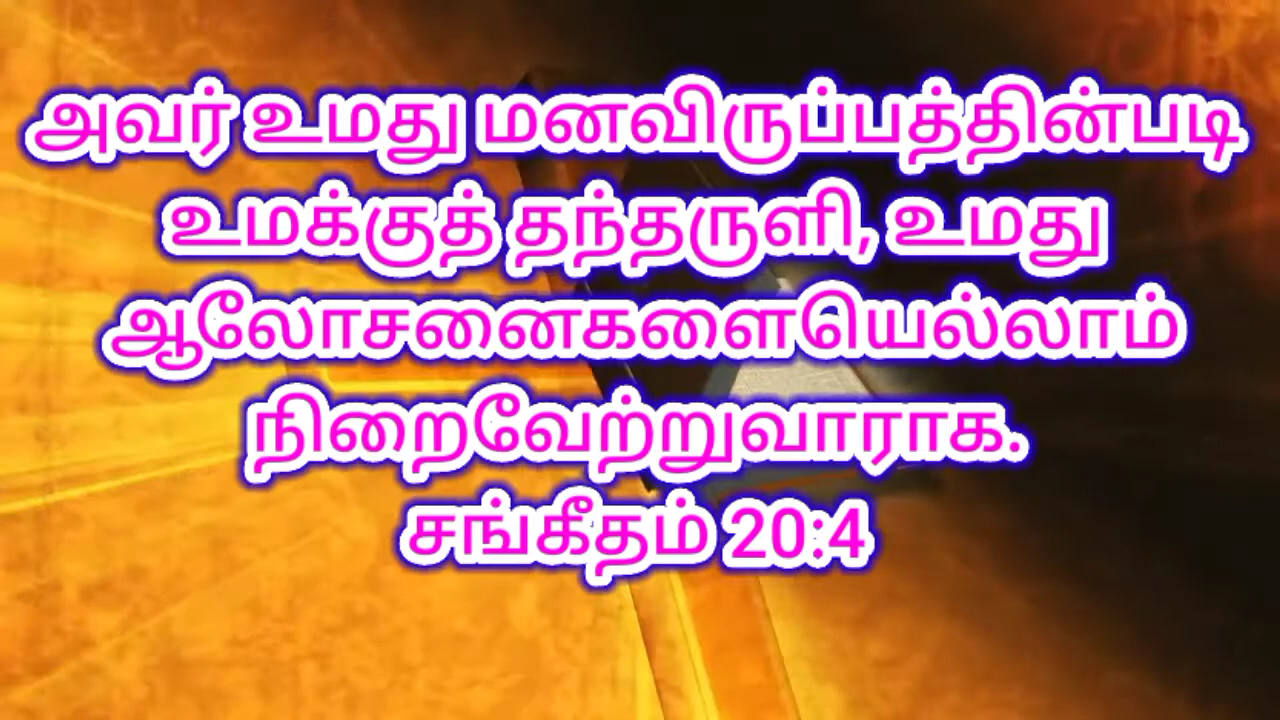 அவர் உமது மனவிருப்பத்தின்படி
உமக்குத் தந்தருளி, உமது
ஆலோசனைகளையெல்லாம்
நிறைவேற்றுவாராக.
சங்கீதம் 20:4